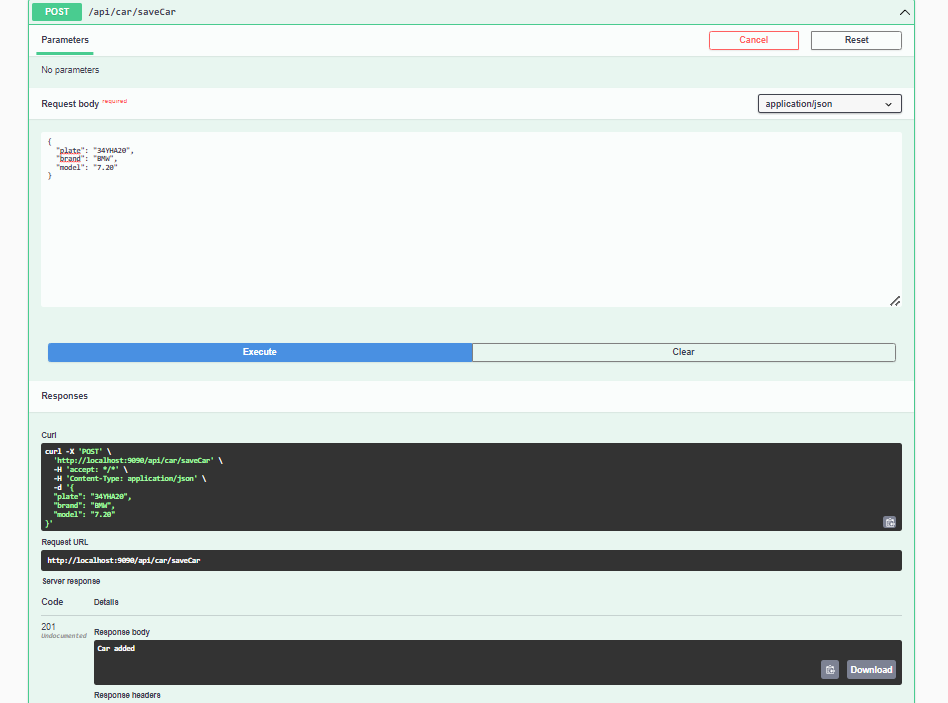 POST /api/car/saveCar
Parameters
Cancel
Reset
No parameters
Request body required
application/json
{
"plate": "34YHA20",
"brand": "BMW",
"model": "7.20"
}
Execute
Clear
Responses
Curl
curl -X 'POST' \
'http://localhost:9090/api/car/saveCar' \
-H 'accept: */*' \
-H 'Content-Type: application/json' \
-d '{
"plate": "34YHA20",
"brand": "BMW",
"model": "7.20"
}'
Request URL
http://localhost:9090/api/car/saveCar
Server response
Code Details
201
Undocumented
Response body
Car added
Download
Response headers